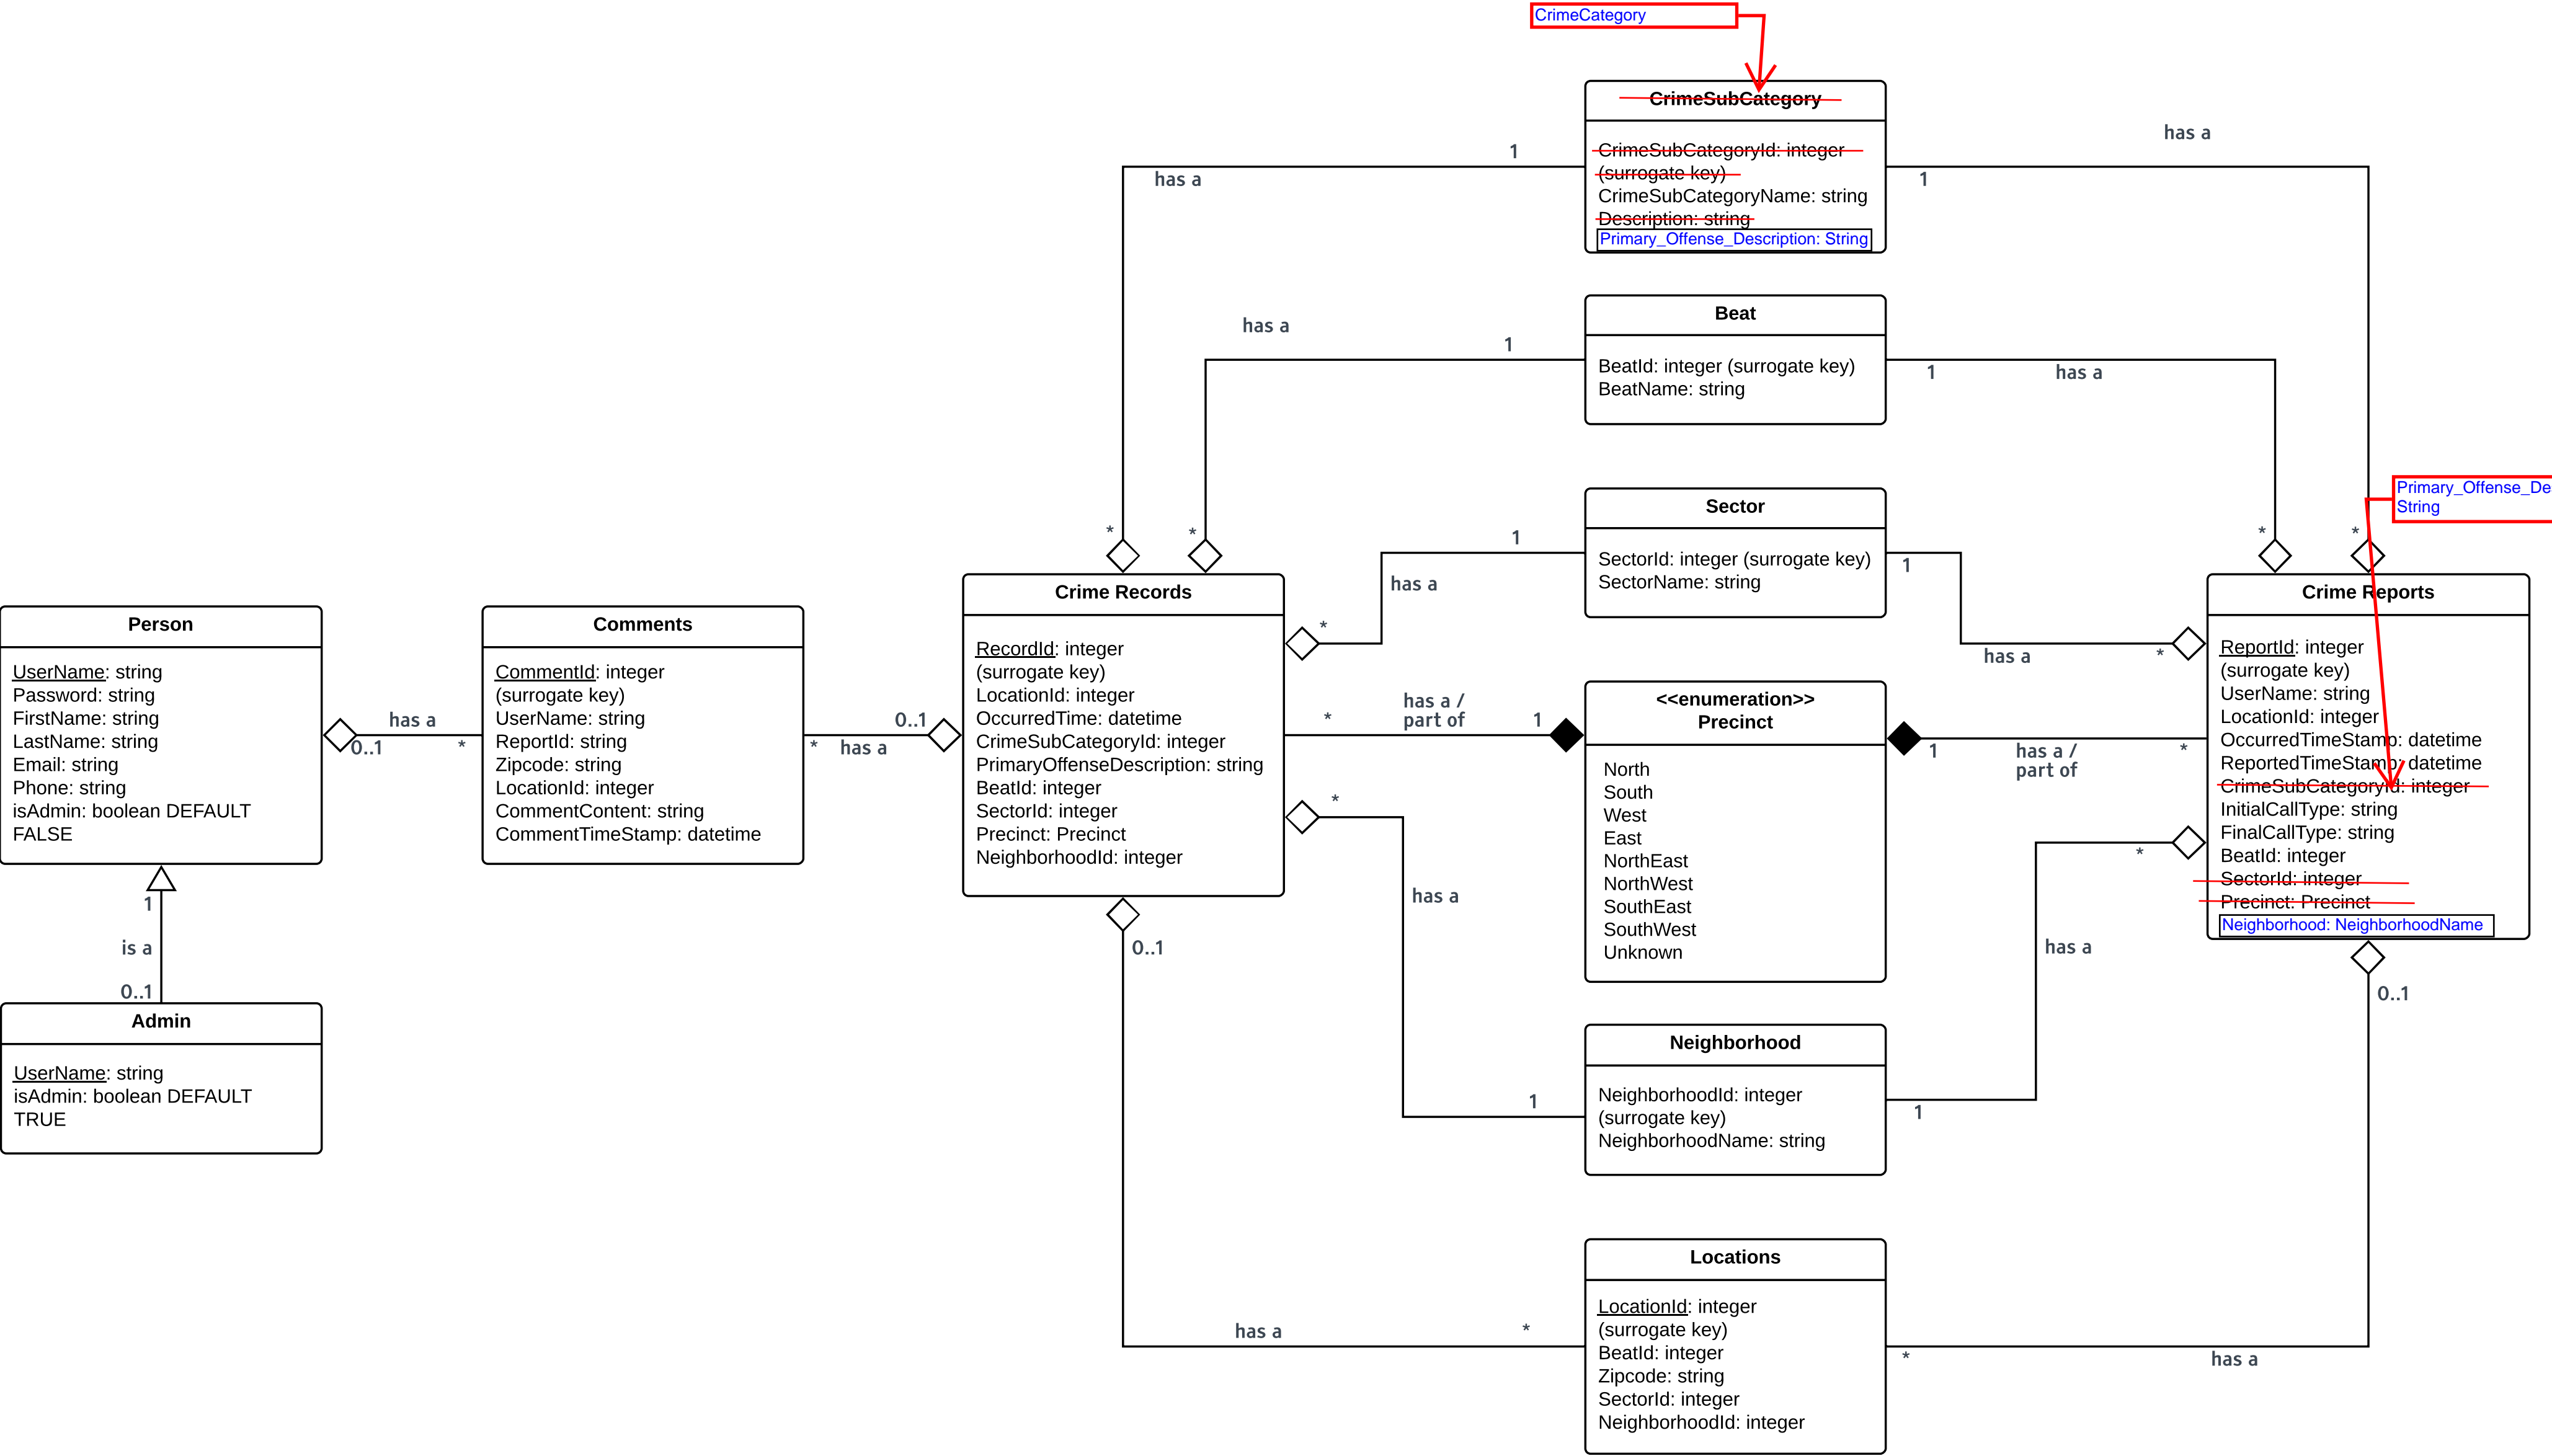 CrimeCategory
CrimeSubCategory
CrimeSubCategoryId: integer
(surrogate key)
CrimeSubCategoryName: string
Description: string
Primary_Offense_Description: String
has a
1
has a
1
Beat
BeatId: integer (surrogate key)
BeatName: string
has a
1
1
has a
Sector
SectorId: integer (surrogate key)
SectorName: string
1
has a
*
1
has a
*
*
*
*
*
Primary_Offense_De
String
Person
UserName: string
Password: string
FirstName: string
LastName: string
Email: string
Phone: string
isAdmin: boolean DEFAULT
FALSE
has a
0..1
*
Comments
CommentId: integer
(surrogate key)
UserName: string
ReportId: string
Zipcode: string
LocationId: integer
CommentContent: string
CommentTimeStamp: datetime
0..1
*
has a
Crime Records
RecordId: integer
(surrogate key)
LocationId: integer
OccurredTime: datetime
CrimeSubCategoryId: integer
PrimaryOffenseDescription: string
BeatId: integer
SectorId: integer
Precinct: Precinct
NeighborhoodId: integer
has a /
part of
*
1
<<enumeration>>
Precinct
North
South
West
East
NorthEast
NorthWest
SouthEast
SouthWest
Unknown
1
has a /
part of
*
Crime Reports
ReportId: integer
(surrogate key)
UserName: string
LocationId: integer
OccurredTimeStamp: datetime
ReportedTimeStamp: datetime
CrimeSubCategoryId: integer
InitialCallType: string
FinalCallType: string
BeatId: integer
SectorId: integer
Precinct: Precinct
Neighborhood: NeighborhoodName
1
is a
0..1
Admin
UserName: string
isAdmin: boolean DEFAULT
TRUE
*
has a
1
Neighborhood
NeighborhoodId: integer
(surrogate key)
NeighborhoodName: string
*
has a
1
0..1
has a
*
Locations
LocationId: integer
(surrogate key)
BeatId: integer
Zipcode: string
SectorId: integer
NeighborhoodId: integer
0..1
*
has a